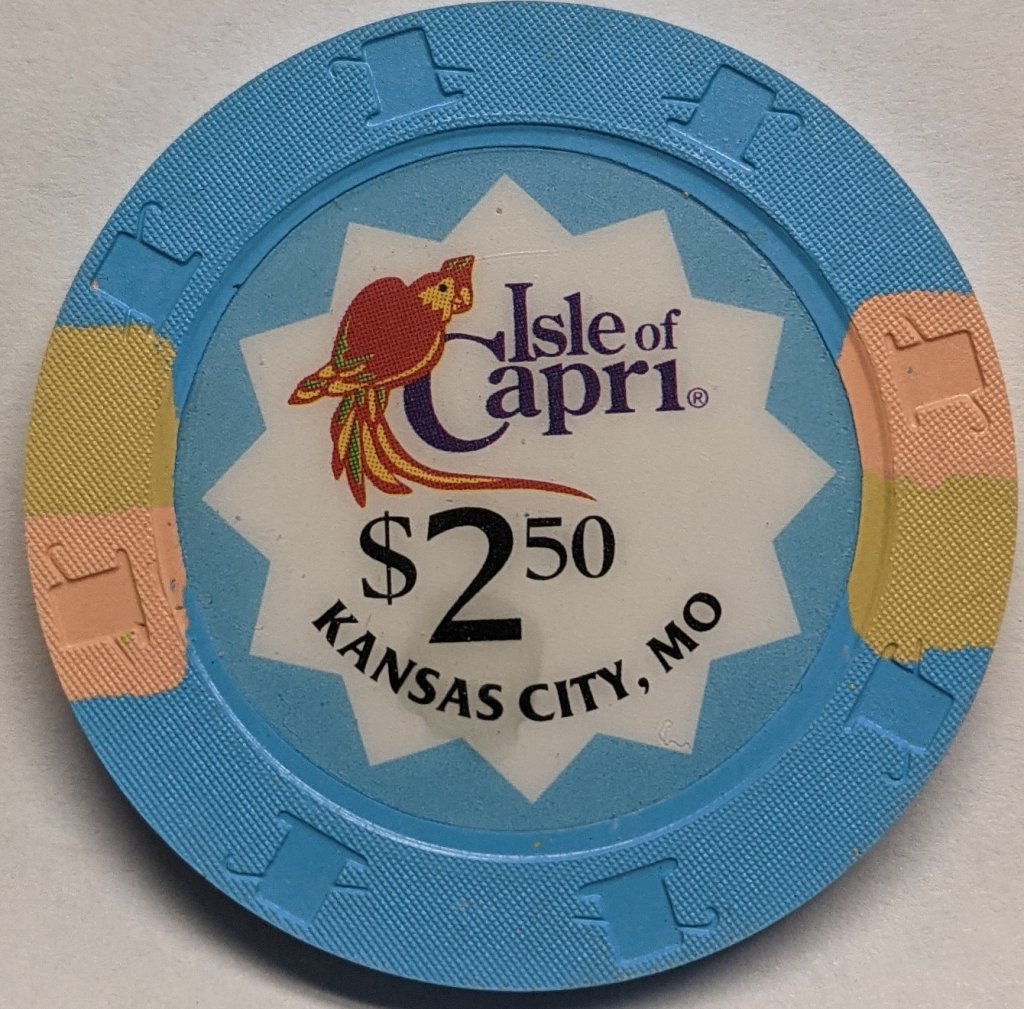 Isle of
Capri®
$2 50
KANSAS CITY, MO